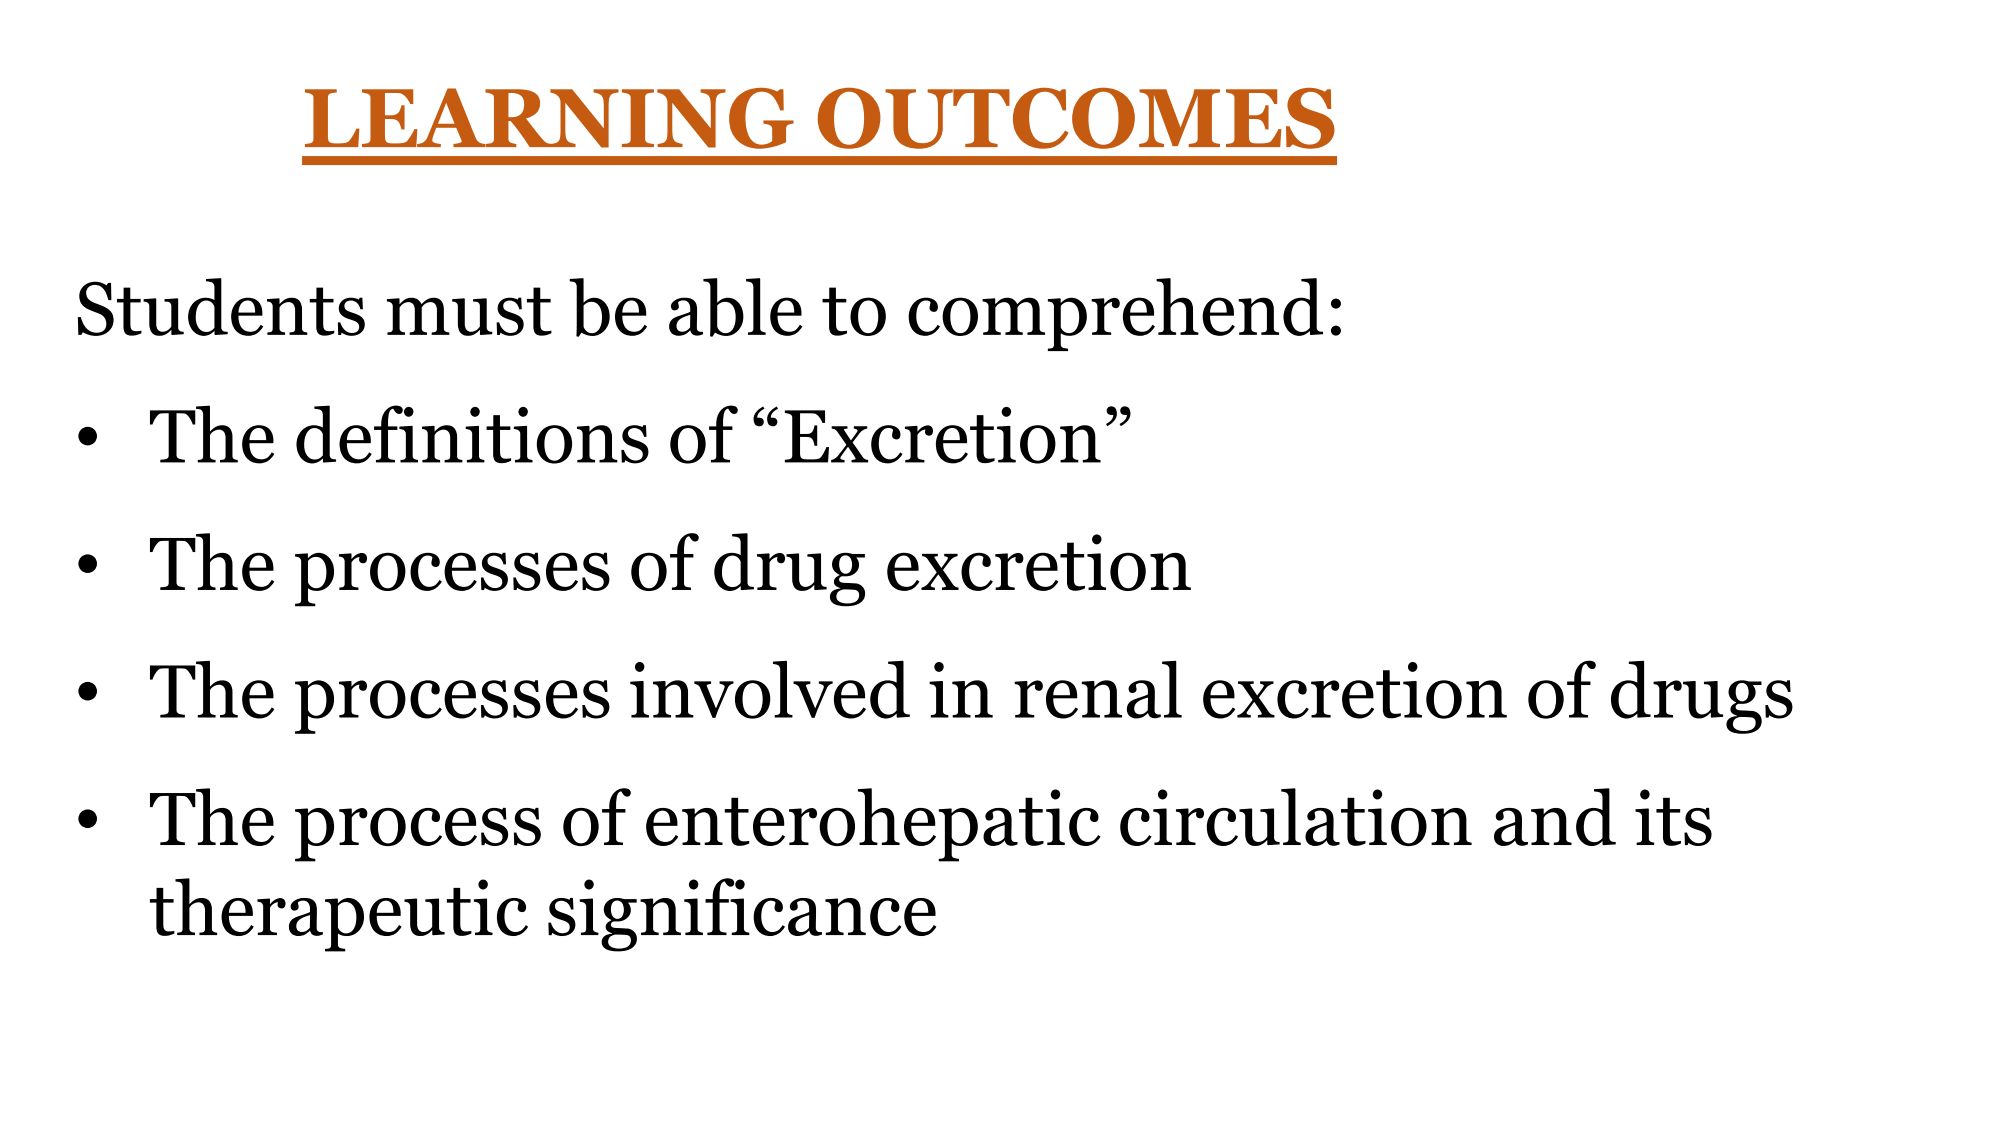 LEARNING OUTCOMES
Students must be able to comprehend:
• The definitions of “Excretion”
• The processes of drug excretion
• The processes involved in renal excretion of drugs
• The process of enterohepatic circulation and its
therapeutic significance